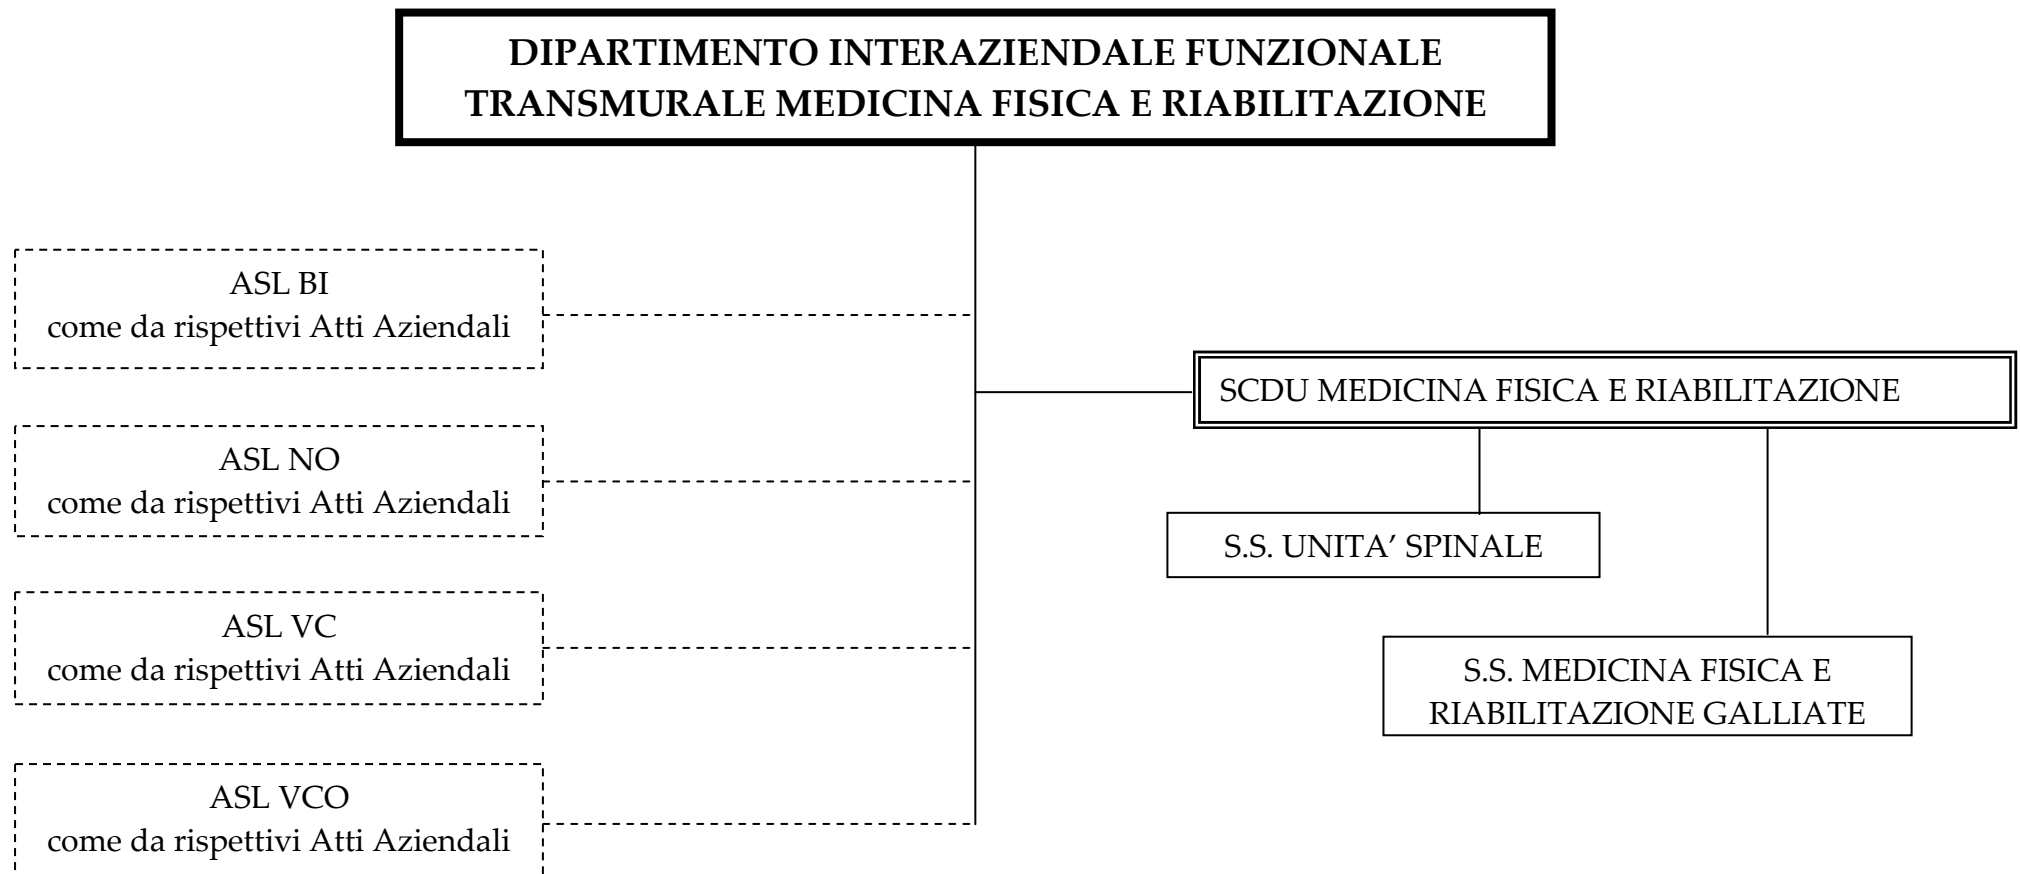 DIPARTIMENTO INTERAZIENDALE FUNZIONALE
TRANSMURALE MEDICINA FISICA E RIABILITAZIONE
ASL BI
come da rispettivi Atti Aziendali
ASL NO
come da rispettivi Atti Aziendali
ASL VC
come da rispettivi Atti Aziendali
ASL VCO
come da rispettivi Atti Aziendali
SCDU MEDICINA FISICA E RIABILITAZIONE
S.S. UNITA’ SPINALE
S.S. MEDICINA FISICA E
RIABILITAZIONE GALLIATE